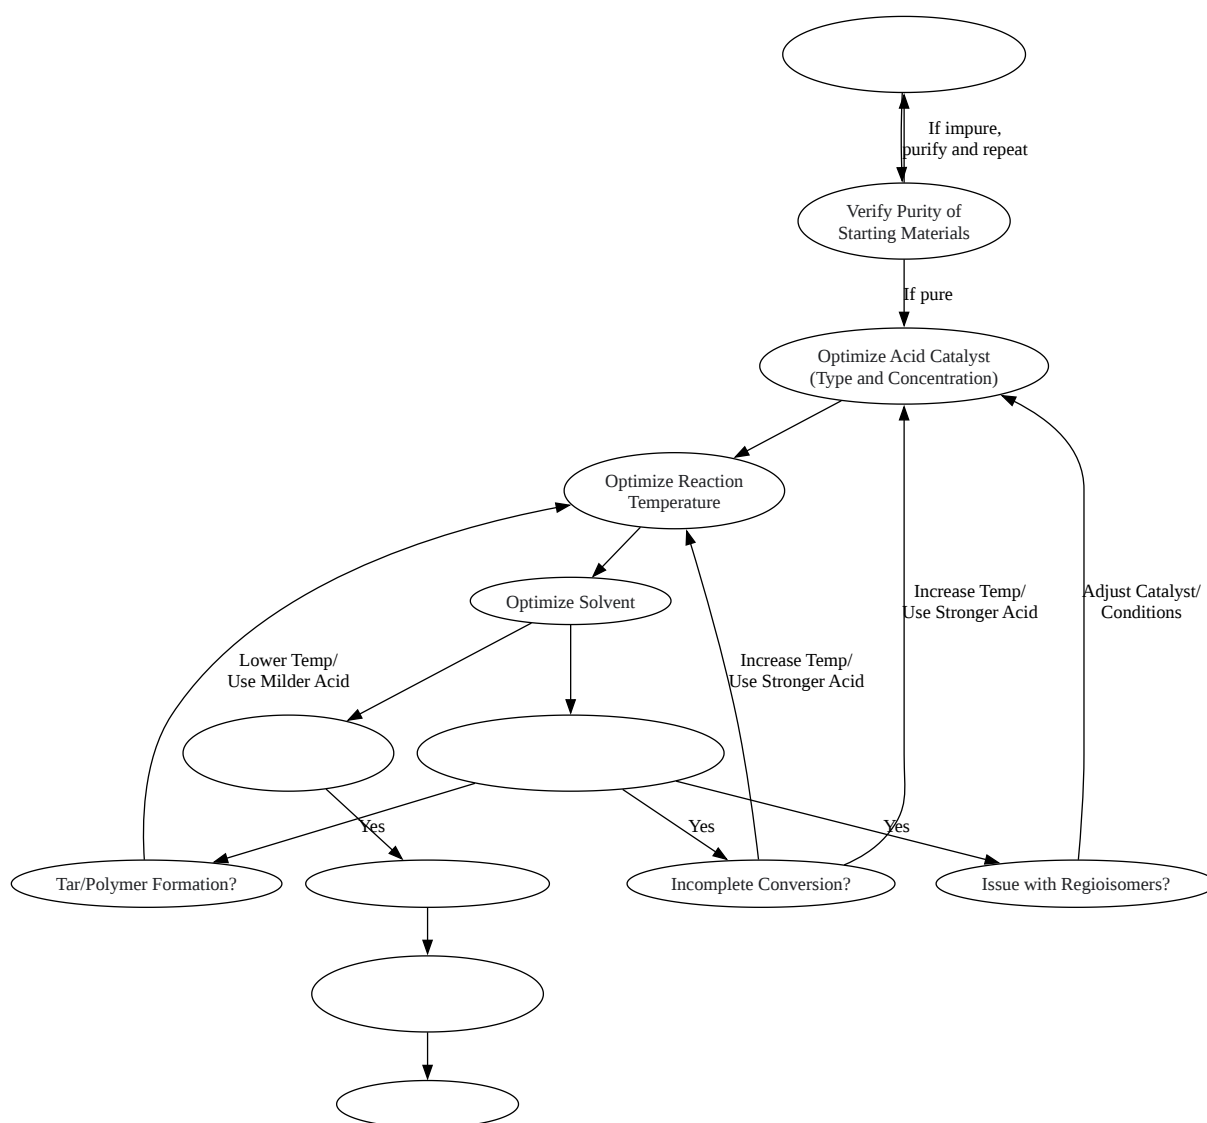 If impure,
purify and repeat
Verify Purity of
Starting Materials
If pure
Optimize Acid Catalyst
(Type and Concentration)
Optimize Reaction
Temperature
Optimize Solvent
Increase Temp/
Use Stronger Acid
Adjust Catalyst/
Conditions
Lower Temp/
Use Milder Acid
Increase Temp/
Use Stronger Acid
Yes
Yes
Yes
Tar/Polymer Formation?
Incomplete Conversion?
Issue with Regioisomers?